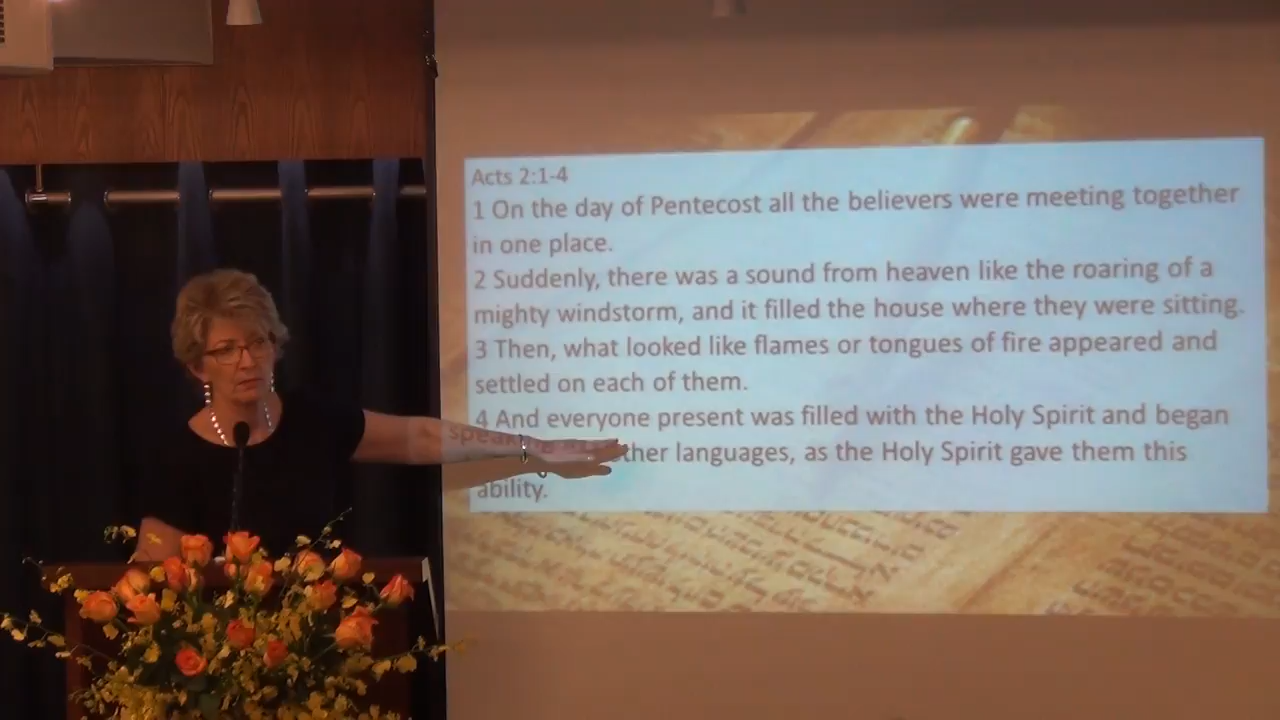 Acts 2:1-4
1 On the day of Pentecost all the believers were meeting together
in one place.
2 Suddenly, there was a sound from heaven like the roaring of a
mighty windstorm, and it filled the house where they were sitting.
3 Then, what looked like flames or tongues of fire appeared and
settled on each of them.
4 And everyone present was filled with the Holy Spirit and began
languages, as the Holy Spirit gave them this
ability.